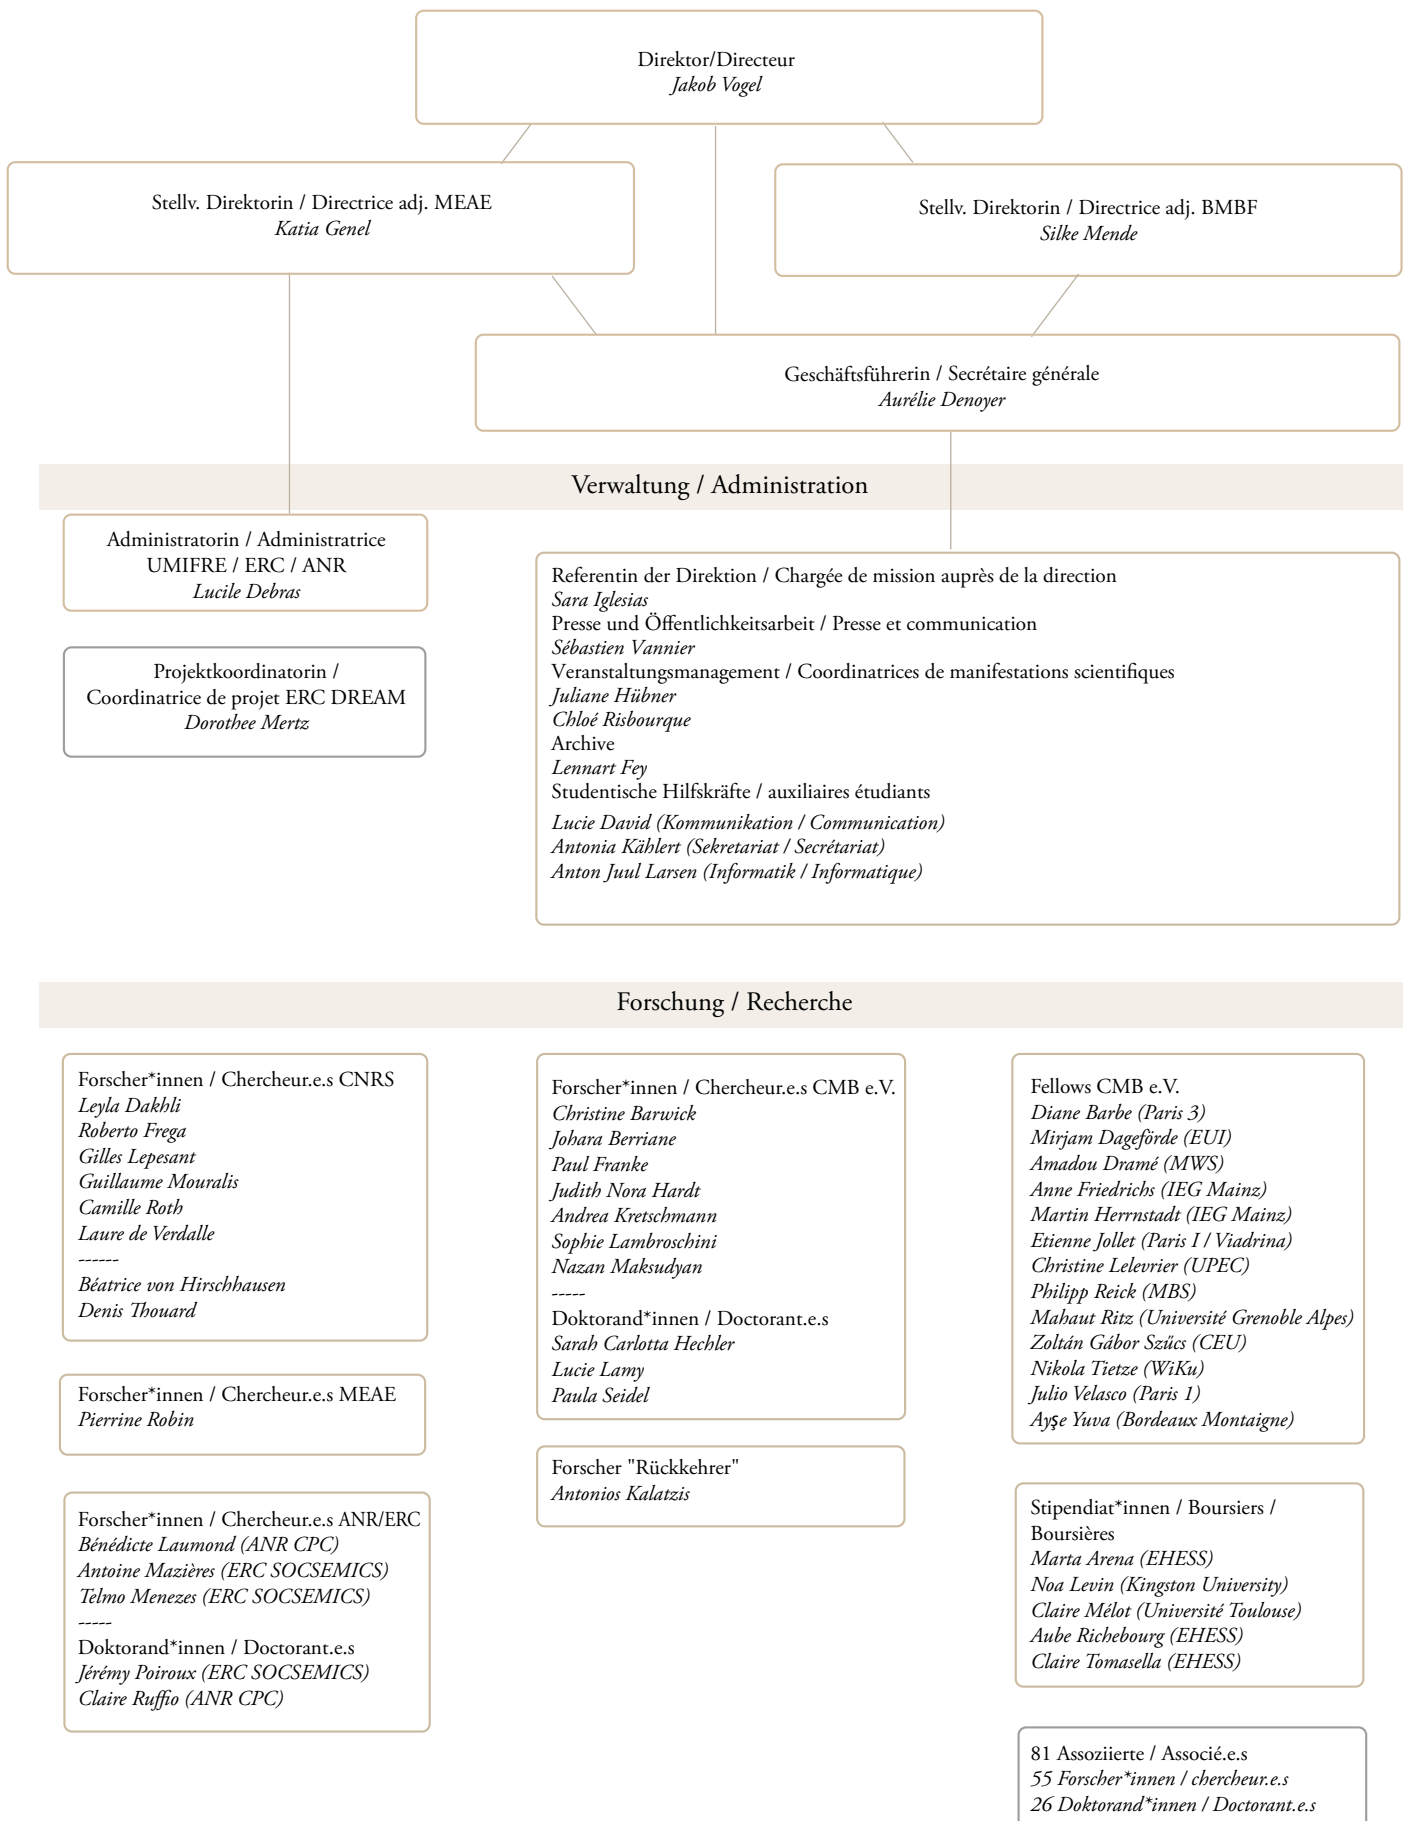 Direktor/Directeur
Jakob Vogel
Stellv. Direktorin / Directrice adj. MEAE
Katia Genel
Stellv. Direktorin / Directrice adj. BMBF
Silke Mende
Geschäftsführerin / Secrétaire générale
Aurélie Denoyer
Verwaltung / Administration
Administratorin / Administratrice
UMIFRE / ERC / ANR
Lucile Debras
Projektkoordinatorin /
Coordinatrice de projet ERC DREAM
Dorothee Mertz
Referentin der Direktion / Chargée de mission auprès de la direction
Sara Iglesias
Presse und Öffentlichkeitsarbeit / Presse et communication
Sébastien Vannier
Veranstaltungsmanagement / Coordinatrices de manifestations scientifiques
Juliane Hübner
Chloé Risbourque
Archive
Lennart Fey
Studentische Hilfskräfte / auxiliaires étudiants
Lucie David (Kommunikation / Communication)
Antonia Kählert (Sekretariat / Secrétariat)
Anton Juul Larsen (Informatik / Informatique)
Forschung / Recherche
Forscher*innen / Chercheur.e.s CNRS
Leyla Dakhli
Roberto Frega
Gilles Lepesant
Guillaume Mouralis
Camille Roth
Laure de Verdalle
------
Béatrice von Hirschhausen
Denis Thouard
Forscher*innen / Chercheur.e.s MEAE
Pierrine Robin
Forscher*innen / Chercheur.e.s ANR/ERC
Bénédicte Laumond (ANR CPC)
Antoine Mazières (ERC SOCSEMICS)
Telmo Menezes (ERC SOCSEMICS)
-----
Doktorand*innen / Doctorant.e.s
Jérémy Poiroux (ERC SOCSEMICS)
Claire Ruffio (ANR CPC)
Forscher*innen / Chercheur.e.s CMB e.V.
Christine Barwick
Johara Berriane
Paul Franke
Judith Nora Hardt
Andrea Kretschmann
Sophie Lambroschini
Nazan Maksudyan
-----
Doktorand*innen / Doctorant.e.s
Sarah Carlotta Hechler
Lucie Lamy
Paula Seidel
Forscher "Rückkehrer"
Antonios Kalatzis
Fellows CMB e.V.
Diane Barbe (Paris 3)
Mirjam Dageförde (EUI)
Amadou Dramé (MWS)
Anne Friedrichs (IEG Mainz)
Martin Herrnstadt (IEG Mainz)
Etienne Jollet (Paris I / Viadrina)
Christine Lelevrier (UPEC)
Philipp Reick (MBS)
Mahaut Ritz (Université Grenoble Alpes)
Zoltán Gábor Szűcs (CEU)
Nikola Tietze (WiKu)
Julio Velasco (Paris 1)
Ayşe Yuva (Bordeaux Montaigne)
Stipendiat*innen / Boursiers /
Boursières
Marta Arena (EHESS)
Noa Levin (Kingston University)
Claire Mélot (Université Toulouse)
Aube Richebourg (EHESS)
Claire Tomasella (EHESS)
81 Assoziierte / Associé.e.s
55 Forscher*innen / chercheur.e.s
26 Doktorand*innen / Doctorant.e.s